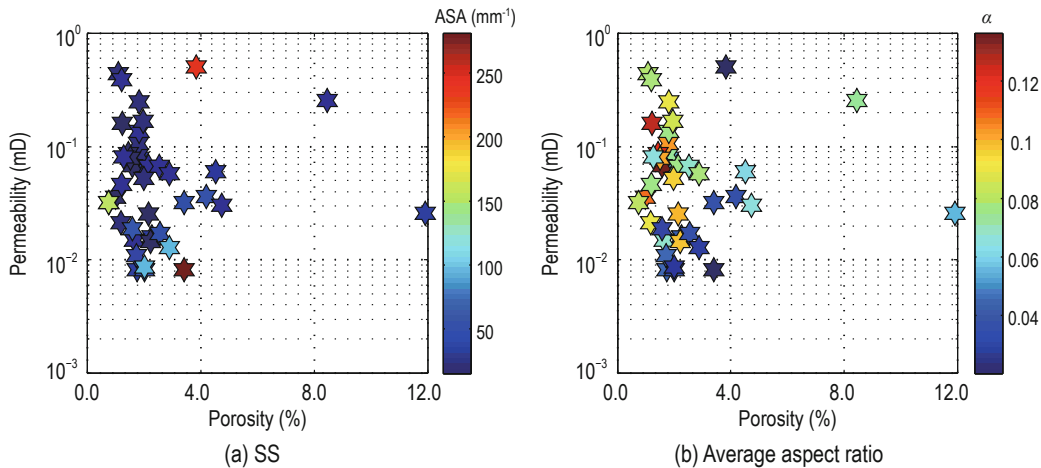 ASA (mm⁻¹)
α
10⁰
10⁻¹
10⁻²
10⁻³
Permeability (mD)
0.0 4.0 8.0 12.0
Porosity (%)
250
200
150
100
50
(a) SS
10⁰
10⁻¹
10⁻²
10⁻³
Permeability (mD)
0.0 4.0 8.0 12.0
Porosity (%)
0.12
0.1
0.08
0.06
0.04
(b) Average aspect ratio